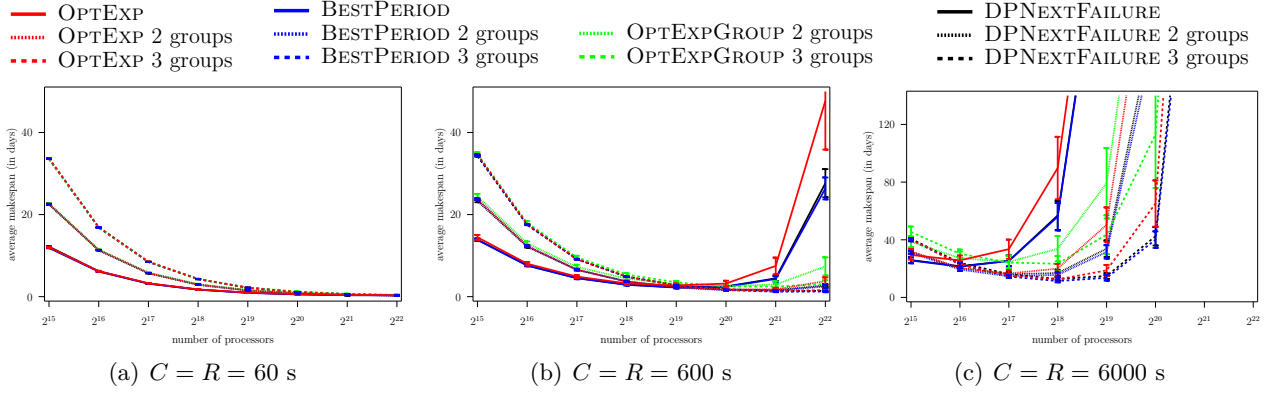 OPTEXP
OPTEXP 2 groups
OPTEXP 3 groups
BESTPERIOD
BESTPERIOD 2 groups
BESTPERIOD 3 groups
OPTEXPGROUP 2 groups
OPTEXPGROUP 3 groups
DPNEXTFAILURE
DPNEXTFAILURE 2 groups
DPNEXTFAILURE 3 groups
average makespan (in days)
40
20
0
2^15 2^16 2^17 2^18 2^19 2^20 2^21 2^22
number of processors
(a) C = R = 60 s
average makespan (in days)
40
20
0
2^15 2^16 2^17 2^18 2^19 2^20 2^21 2^22
number of processors
(b) C = R = 600 s
average makespan (in days)
120
80
40
0
2^15 2^16 2^17 2^18 2^19 2^20 2^21 2^22
number of processors
(c) C = R = 6000 s